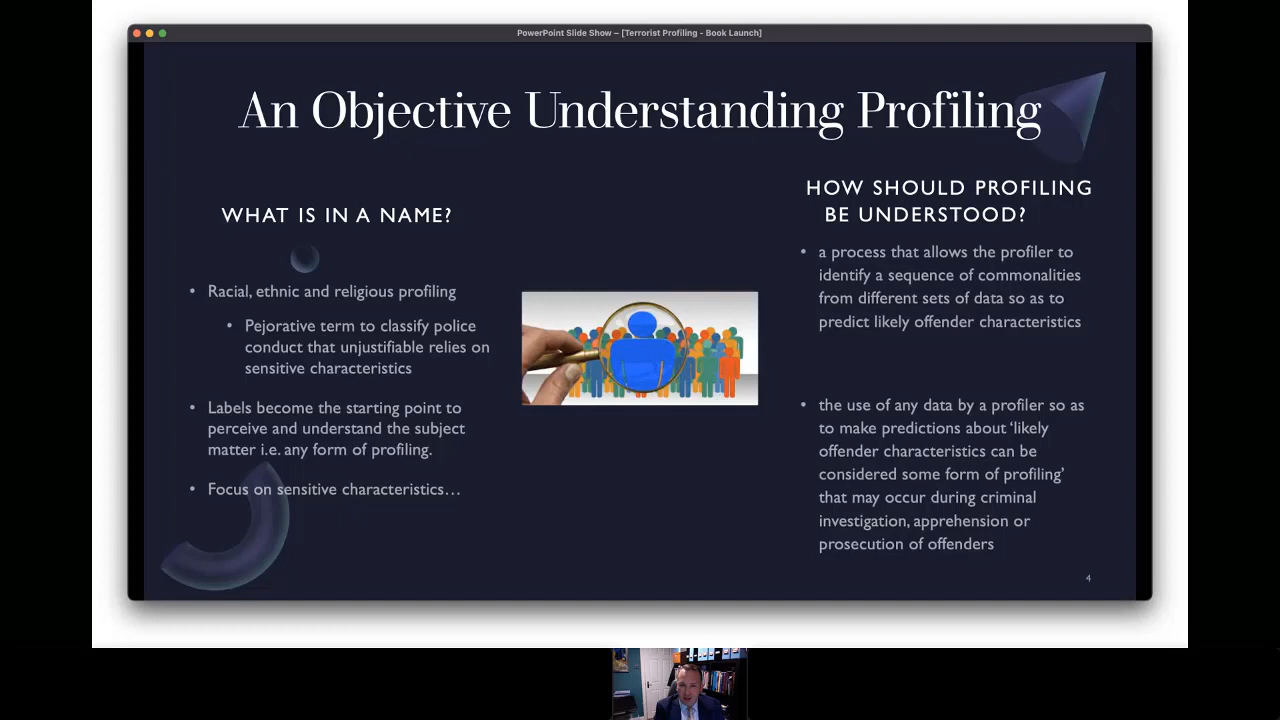 PowerPoint Slide Show – [Terrorist Profiling - Book Launch]
An Objective Understanding Profiling
WHAT IS IN A NAME?
• Racial, ethnic and religious profiling
• Pejorative term to classify police
conduct that unjustifiable relies on
sensitive characteristics
• Labels become the starting point to
perceive and understand the subject
matter i.e. any form of profiling.
• Focus on sensitive characteristics…
HOW SHOULD PROFILING
BE UNDERSTOOD?
• a process that allows the profiler to
identify a sequence of commonalities
from different sets of data so as to
predict likely offender characteristics
• the use of any data by a profiler so as
to make predictions about ‘likely
offender characteristics can be
considered some form of profiling’
that may occur during criminal
investigation, apprehension or
prosecution of offenders
4